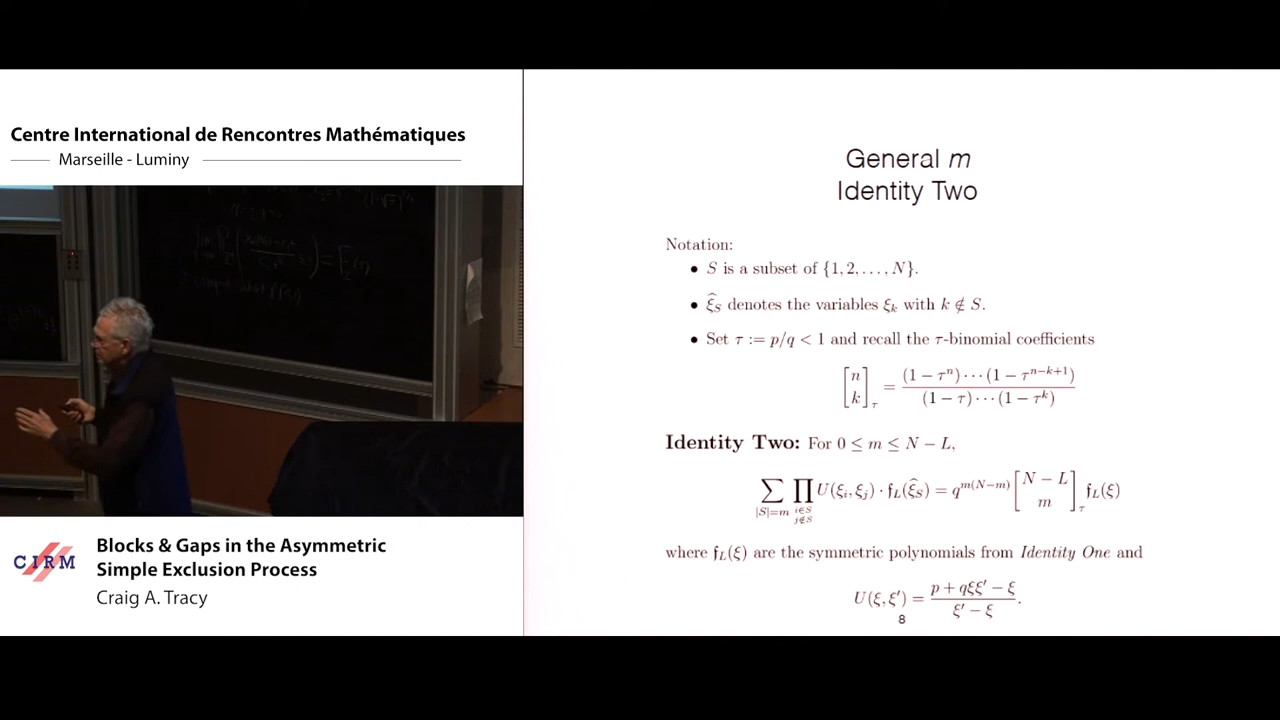 Centre International de Rencontres Mathématiques
Marseille - Luminy
CIRM
Blocks & Gaps in the Asymmetric
Simple Exclusion Process
Craig A. Tracy
General m
Identity Two
Notation:
• S is a subset of {1, 2, . . . , N}.
• ξ̂_S denotes the variables ξ_k with k ∉ S.
• Set τ := p/q < 1 and recall the τ-binomial coefficients
[n k]_τ = (1 − τ^n) · · · (1 − τ^{n−k+1}) / (1 − τ) · · · (1 − τ^k)
Identity Two: For 0 ≤ m ≤ N − L,
∑_{|S|=m} ∏_{i∈S j∉S} U(ξ_i, ξ_j) · 𝔣_L(ξ̂_S) = q^{m(N−m)} [N − L m]_τ 𝔣_L(ξ)
where 𝔣_L(ξ) are the symmetric polynomials from Identity One and
U(ξ, ξ′) = (p + qξξ′ − ξ) / (ξ′ − ξ).
8